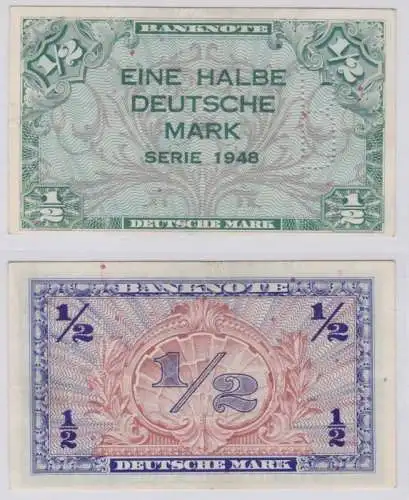 BANKNOTE
1/2 1/2
EINE HALBE
DEUTSCHE
MARK
SERIE 1948
1/2 1/2
DEUTSCHE MARK
BANKNOTE
1/2 1/2
1/2
1/2 1/2
DEUTSCHE MARK